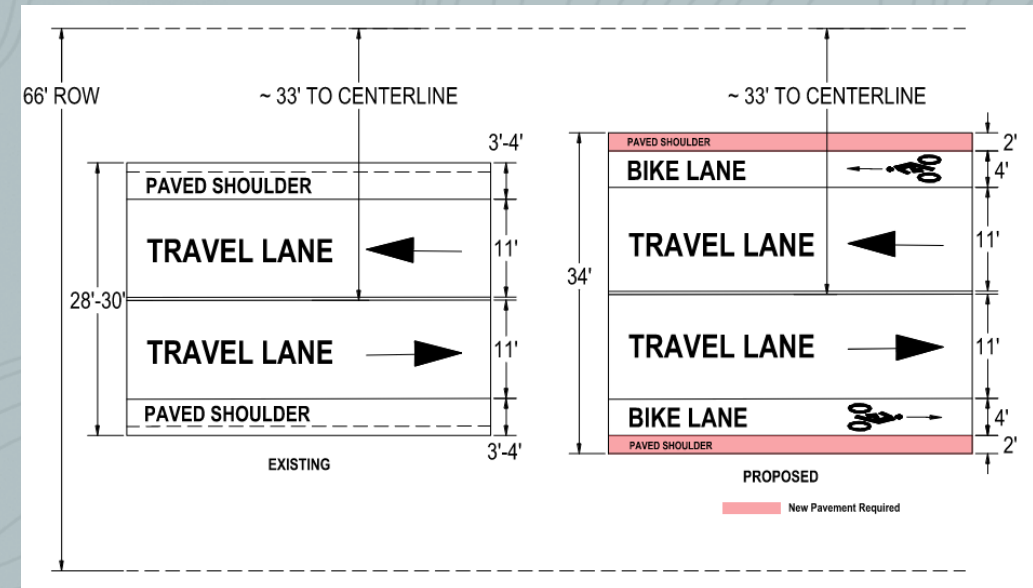 66' ROW
~ 33' TO CENTERLINE
3'-4'
PAVED SHOULDER
TRAVEL LANE
11'
28'-30'
TRAVEL LANE
11'
PAVED SHOULDER
3'-4'
EXISTING
~ 33' TO CENTERLINE
PAVED SHOULDER
2'
BIKE LANE
4'
TRAVEL LANE
11'
34'
TRAVEL LANE
11'
BIKE LANE
4'
PAVED SHOULDER
2'
PROPOSED
New Pavement Required